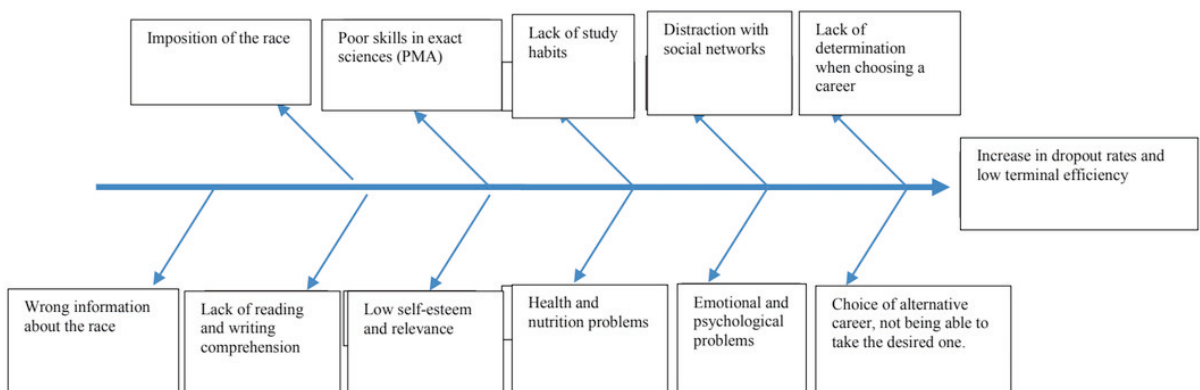 Imposition of the race
Poor skills in exact
sciences (PMA)
Lack of study
habits
Distraction with
social networks
Lack of
determination
when choosing a
career
Increase in dropout rates and
low terminal efficiency
Wrong information
about the race
Lack of reading
and writing
comprehension
Low self-esteem
and relevance
Health and
nutrition problems
Emotional and
psychological
problems
Choice of alternative
career, not being able to
take the desired one.